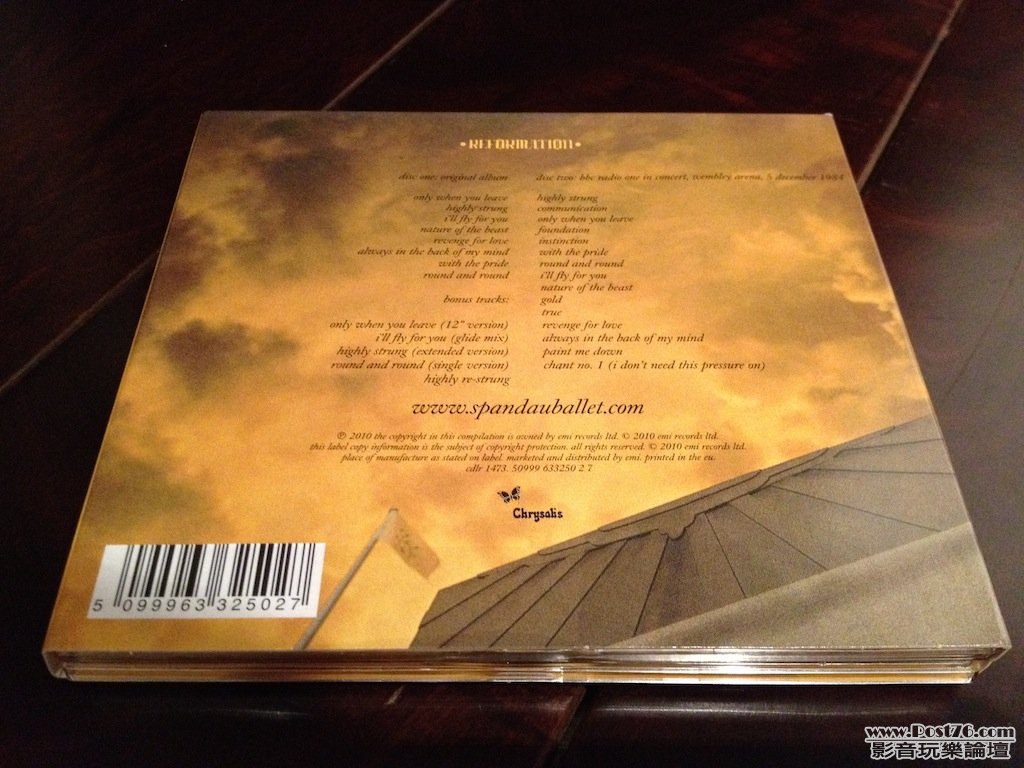 •REFORMATION•
disc one: original album
only when you leave
highly strung
i'll fly for you
nature of the beast
revenge for love
always in the back of my mind
with the pride
round and round
bonus tracks:
only when you leave (12" version)
i'll fly for you (glide mix)
highly strung (extended version)
round and round (single version)
highly re-strung
disc two: bbc radio one in concert, wembley arena, 5 december 1984
highly strung
communication
only when you leave
foundation
instinction
with the pride
round and round
i'll fly for you
nature of the beast
gold
true
revenge for love
always in the back of my mind
paint me down
chant no. 1 (i don't need this pressure on)
www.spandauballet.com
℗ 2010 the copyright in this compilation is owned by emi records ltd. © 2010 emi records ltd.
this label copy information is the subject of copyright protection. all rights reserved. © 2010 emi records ltd.
place of manufacture as stated on label. marketed and distributed by emi. printed in the eu.
cdlr 1473. 50999 633250 2 7
Chrysalis
5 099963 325027
www.Post76.com
影音玩樂論壇